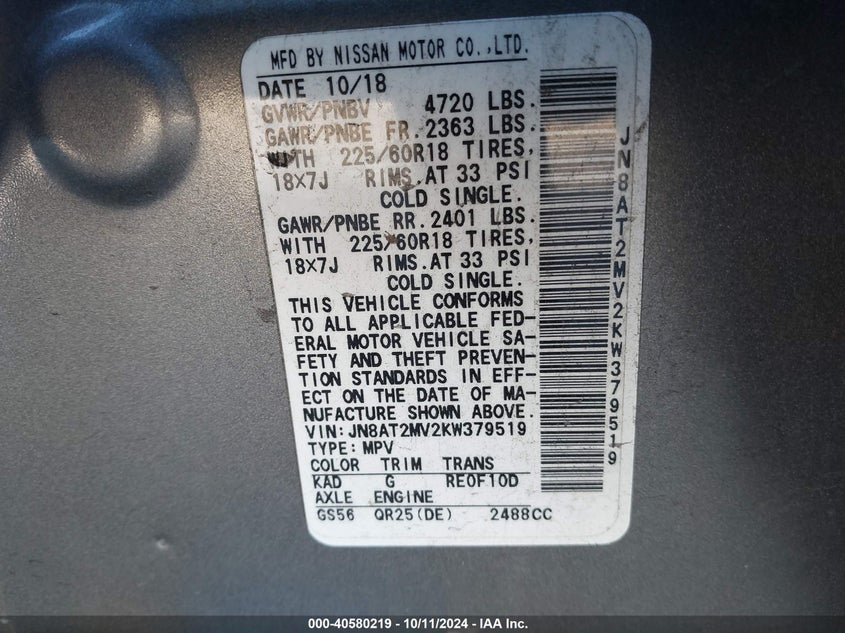 MFD BY NISSAN MOTOR CO.,LTD.
DATE 10/18
GVWR/PNBV 4720 LBS.
GAWR/PNBE FR. 2363 LBS.
WITH 225/60R18 TIRES,
18X7J RIMS.AT 33 PSI
COLD SINGLE.
GAWR/PNBE RR. 2401 LBS.
WITH 225/60R18 TIRES,
18X7J RIMS.AT 33 PSI
COLD SINGLE.
THIS VEHICLE CONFORMS
TO ALL APPLICABLE FED-
ERAL MOTOR VEHICLE SA-
FETY AND THEFT PREVEN-
TION STANDARDS IN EFF-
ECT ON THE DATE OF MA-
NUFACTURE SHOWN ABOVE.
VIN:JN8AT2MV2KW379519
TYPE:MPV
COLOR TRIM TRANS
KAD G RE0F10D
AXLE ENGINE
GS56 QR25(DE) 2488CC
JN8AT2MV2KW379519
000-40580219 - 10/11/2024 - IAA Inc.